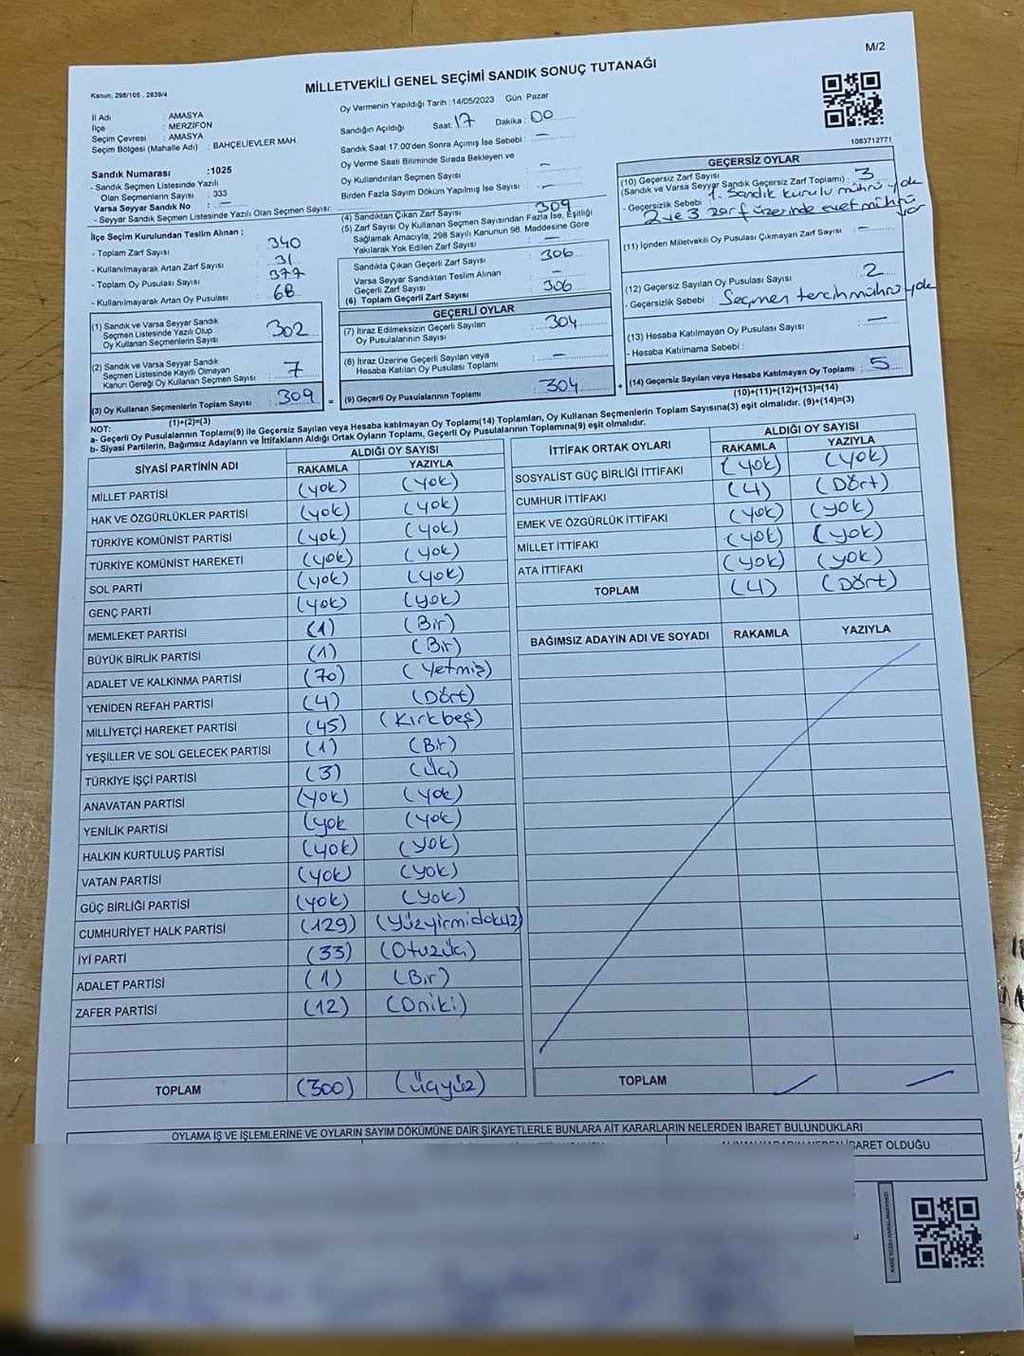 M/2
MİLLETVEKİLİ GENEL SEÇİMİ SANDIK SONUÇ TUTANAĞI
Kanun: 298/105 , 2839/4
İl Adı : AMASYA
İlçe : MERZİFON
Seçim Çevresi : AMASYA
Seçim Bölgesi (Mahalle Adı) : BAHÇELİEVLER MAH.
Sandık Numarası :1025
- Sandık Seçmen Listesinde Yazılı
Olan Seçmenlerin Sayısı : 333
Varsa Seyyar Sandık No : —
- Seyyar Sandık Seçmen Listesinde Yazılı Olan Seçmen Sayısı:
İlçe Seçim Kurulundan Teslim Alınan ;
- Toplam Zarf Sayısı : 340
- Kullanılmayarak Artan Zarf Sayısı : 31
- Toplam Oy Pusulası Sayısı : 377
- Kullanılmayarak Artan Oy Pusulası : 68
(1) Sandık ve Varsa Seyyar Sandık
Seçmen Listesinde Yazılı Olup
Oy Kullanan Seçmenlerin Sayısı : 302
(2) Sandık ve Varsa Seyyar Sandık
Seçmen Listesinde Kayıtlı Olmayan
Kanun Gereği Oy Kullanan Seçmen Sayısı : 7
(3) Oy Kullanan Seçmenlerin Toplam Sayısı : 309
(1)+(2)=(3)
Oy Vermenin Yapıldığı Tarih :14/05/2023 Gün: Pazar
Sandığın Açıldığı Saat: 17 Dakika : 00
Sandık Saat 17.00'den Sonra Açımış İse Sebebi : —
Oy Verme Saati Bitiminde Sırada Bekleyen ve
Oy Kullandırılan Seçmen Sayısı : —
Birden Fazla Sayım Döküm Yapılmış İse Sayısı : —
(4) Sandıktan Çıkan Zarf Sayısı : 309
(5) Zarf Sayısı Oy Kullanan Seçmen Sayısından Fazla İse, Eşitliği
Sağlamak Amacıyla; 298 Sayılı Kanunun 98. Maddesine Göre
Yakılarak Yok Edilen Zarf Sayısı : —
Sandıkta Çıkan Geçerli Zarf Sayısı : 306
Varsa Seyyar Sandıktan Teslim Alınan
Geçerli Zarf Sayısı : —
(6) Toplam Geçerli Zarf Sayısı : 306
GEÇERLİ OYLAR
(7) İtiraz Edilmeksizin Geçerli Sayılan
Oy Pusulalarının Sayısı : 304
(8) İtiraz Üzerine Geçerli Sayılan veya
Hesaba Katılan Oy Pusulası Toplamı : —
= (9) Geçerli Oy Pusulalarının Toplamı : 304 +
1083712771
GEÇERSİZ OYLAR
(10) Geçersiz Zarf Sayısı : 3
(Sandık ve Varsa Seyyar Sandık Geçersiz Zarf Toplamı)
- Geçersizlik Sebebi : 1. Sandık kurulu mührü yok
2 ve 3 zarf üzerinde evet mührü var
(11) İçinden Milletvekili Oy Pusulası Çıkmayan Zarf Sayısı : —
(12) Geçersiz Sayılan Oy Pusulası Sayısı : 2
- Geçersizlik Sebebi : Seçmen tercih mührü yok
(13) Hesaba Katılmayan Oy Pusulası Sayısı : —
- Hesaba Katılmama Sebebi :
(14) Geçersiz Sayılan veya Hesaba Katılmayan Oy Toplamı : 5
(10)+(11)+(12)+(13)=(14)
NOT:
a- Geçerli Oy Pusulalarının Toplamı(9) ile Geçersiz Sayılan veya Hesaba katılmayan Oy Toplamı(14) Toplamları, Oy Kullanan Seçmenlerin Toplam Sayısına(3) eşit olmalıdır. (9)+(14)=(3)
b- Siyasi Partilerin, Bağımsız Adayların ve İttifakların Aldığı Ortak Oyların Toplamı, Geçerli Oy Pusulalarının Toplamına(9) eşit olmalıdır.
SİYASİ PARTİNİN ADI ALDIĞI OY SAYISI
RAKAMLA YAZIYLA
MİLLET PARTİSİ (yok) (yok)
HAK VE ÖZGÜRLÜKLER PARTİSİ (yok) (yok)
TÜRKİYE KOMÜNİST PARTİSİ (yok) (yok)
TÜRKİYE KOMÜNİST HAREKETİ (yok) (yok)
SOL PARTİ (yok) (yok)
GENÇ PARTİ (yok) (yok)
MEMLEKET PARTİSİ (1) (Bir)
BÜYÜK BİRLİK PARTİSİ (1) (Bir)
ADALET VE KALKINMA PARTİSİ (70) (Yetmiş)
YENİDEN REFAH PARTİSİ (4) (Dört)
MİLLİYETÇİ HAREKET PARTİSİ (45) (Kırkbeş)
YEŞİLLER VE SOL GELECEK PARTİSİ (1) (Bir)
TÜRKİYE İŞÇİ PARTİSİ (3) (Üç)
ANAVATAN PARTİSİ (yok) (yok)
YENİLİK PARTİSİ (yok (yok)
HALKIN KURTULUŞ PARTİSİ (yok) (yok)
VATAN PARTİSİ (yok) (yok)
GÜÇ BİRLİĞİ PARTİSİ (yok) (yok)
CUMHURİYET HALK PARTİSİ (129) (Yüzyirmidokuz)
İYİ PARTİ (33) (Otuzüç)
ADALET PARTİSİ (1) (Bir)
ZAFER PARTİSİ (12) (Oniki)
TOPLAM (300) (Üçyüz)
İTTİFAK ORTAK OYLARI ALDIĞI OY SAYISI
RAKAMLA YAZIYLA
SOSYALİST GÜÇ BİRLİĞİ İTTİFAKI (yok) (yok)
CUMHUR İTTİFAKI (4) (Dört)
EMEK VE ÖZGÜRLÜK İTTİFAKI (yok) (yok)
MİLLET İTTİFAKI (yok) (yok)
ATA İTTİFAKI (yok) (yok)
TOPLAM (4) (Dört)
BAĞIMSIZ ADAYIN ADI VE SOYADI RAKAMLA YAZIYLA
TOPLAM — —
OYLAMA İŞ VE İŞLEMLERİNE VE OYLARIN SAYIM DÖKÜMÜNE DAİR ŞİKAYETLERLE BUNLARA AİT KARARLARIN NELERDEN İBARET BULUNDUKLARI
İBARET OLDUĞU